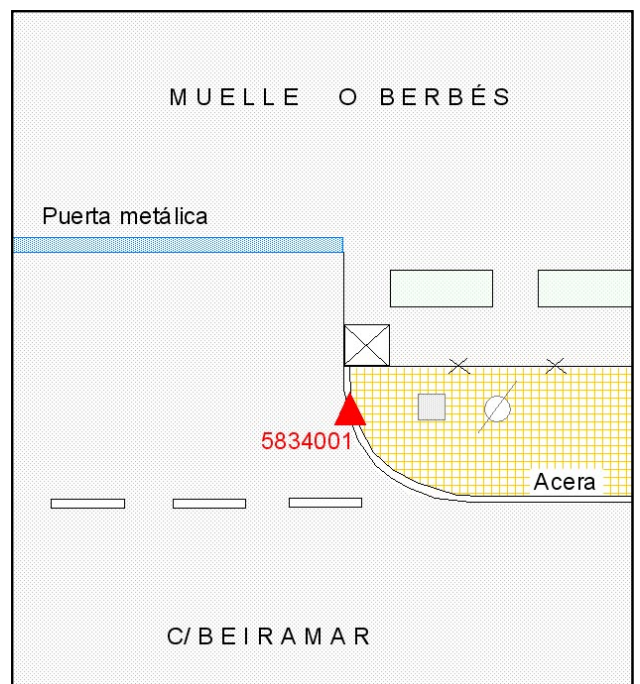 MUELLE O BERBÉS
Puerta metálica
5834001
Acera
C/ BEIRAMAR